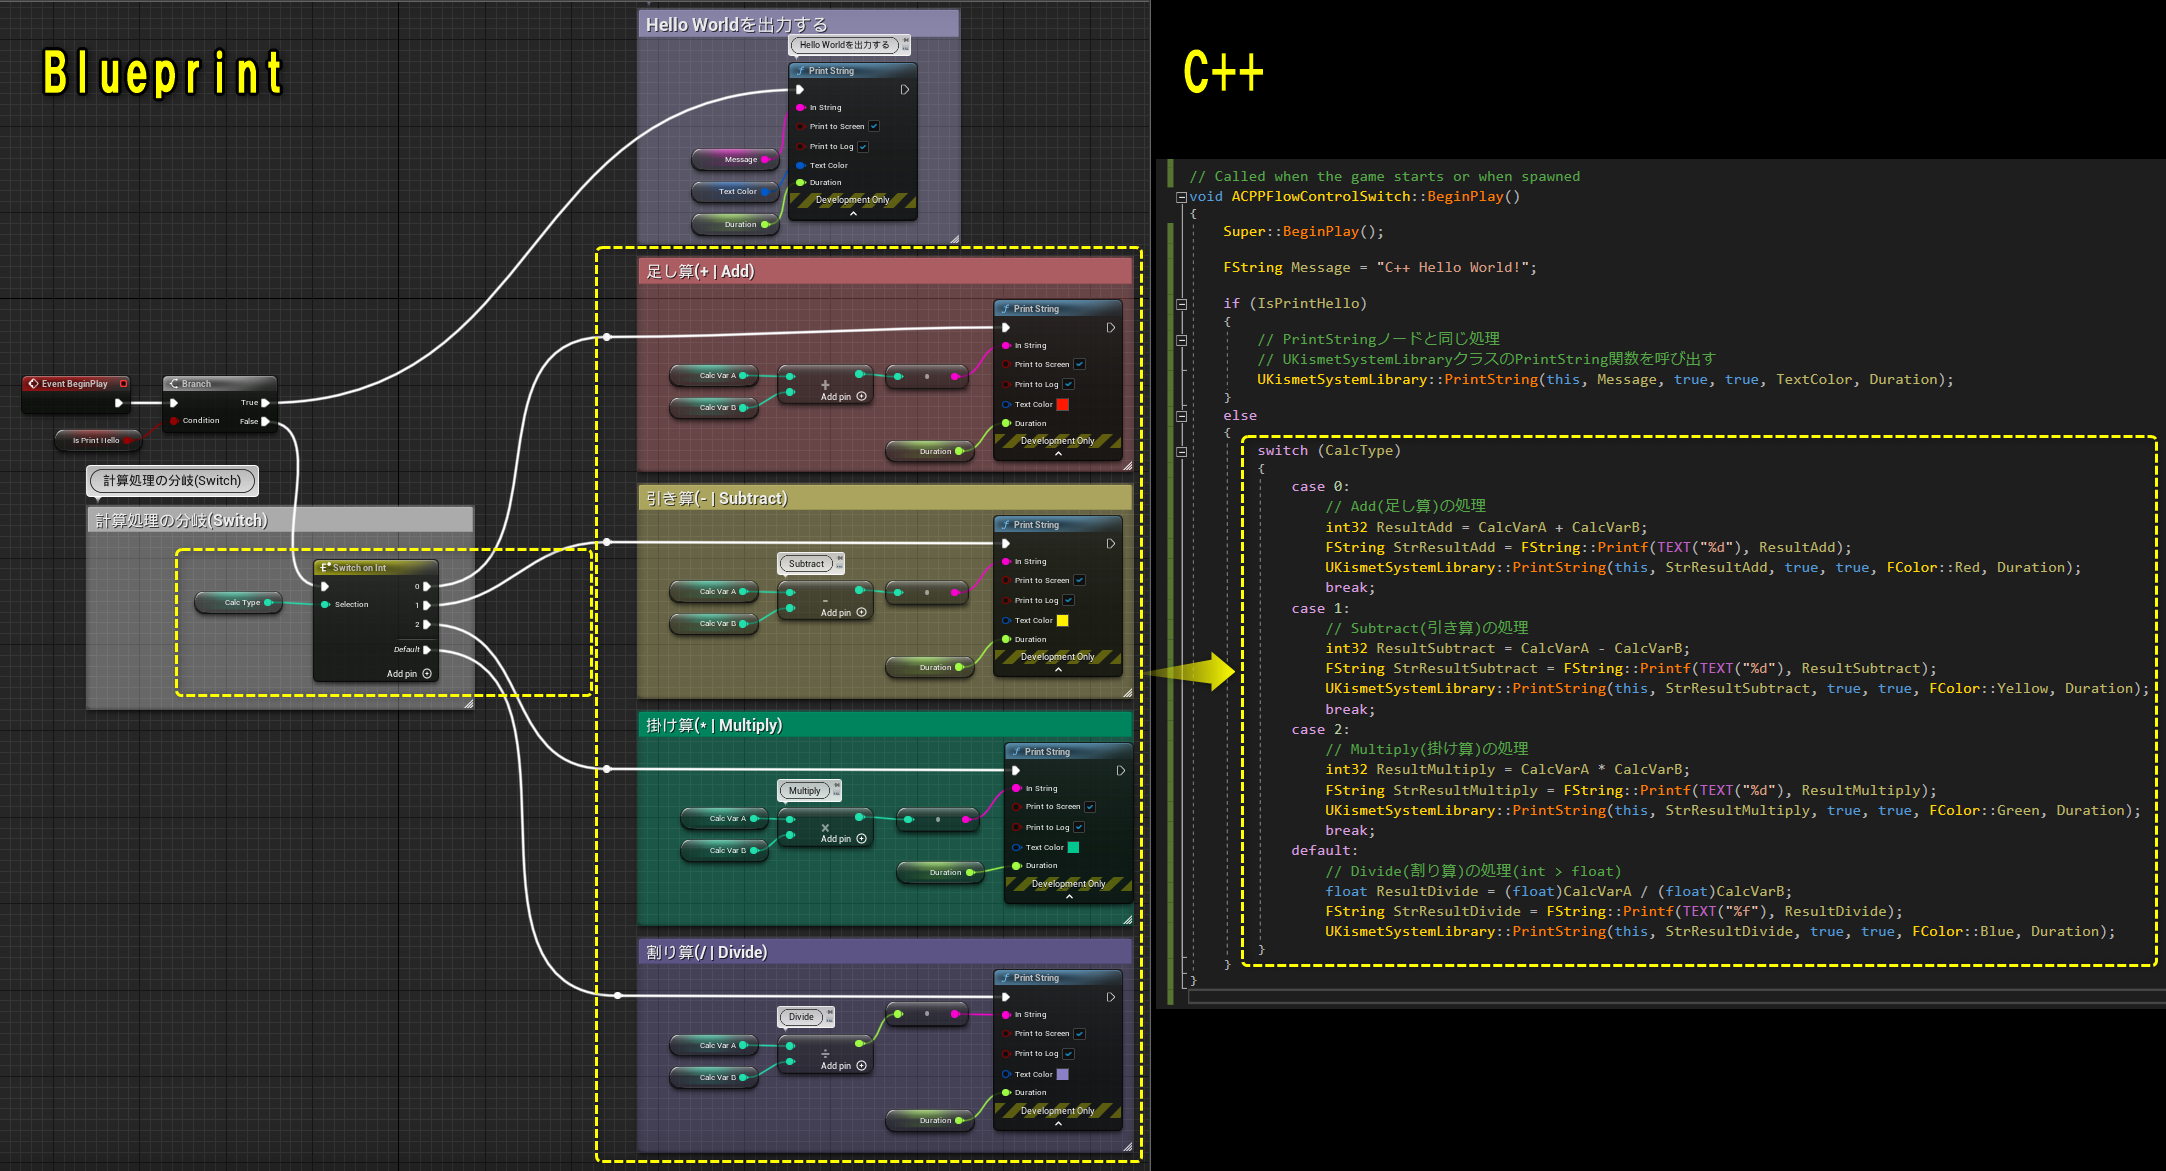 Blueprint
Hello Worldを出力する
Hello Worldを出力する
Print String
In String
Print to Screen
Print to Log
Text Color
Duration
Development Only
Message
Text Color
Duration
Event BeginPlay
Branch
True
Condition
False
Is Print Hello
計算処理の分岐(Switch)
計算処理の分岐(Switch)
Switch on Int
0
Calc Type
Selection
1
2
Default
Add pin
足し算(+ | Add)
Print String
In String
Print to Screen
Print to Log
Text Color
Duration
Development Only
Calc Var A
Calc Var B
+
Add pin
Duration
引き算(- | Subtract)
Print String
In String
Print to Screen
Print to Log
Text Color
Duration
Development Only
Subtract
Calc Var A
Calc Var B
-
Add pin
Duration
掛け算(* | Multiply)
Print String
In String
Print to Screen
Print to Log
Text Color
Duration
Development Only
Multiply
Calc Var A
Calc Var B
×
Add pin
Duration
割り算(/ | Divide)
Print String
In String
Print to Screen
Print to Log
Text Color
Duration
Development Only
Divide
Calc Var A
Calc Var B
÷
Add pin
Duration
C++
// Called when the game starts or when spawned
void ACPPFlowControlSwitch::BeginPlay()
{
Super::BeginPlay();
FString Message = "C++ Hello World!";
if (IsPrintHello)
{
// PrintStringノードと同じ処理
// UKismetSystemLibraryクラスのPrintString関数を呼び出す
UKismetSystemLibrary::PrintString(this, Message, true, true, TextColor, Duration);
}
else
{
switch (CalcType)
{
case 0:
// Add(足し算)の処理
int32 ResultAdd = CalcVarA + CalcVarB;
FString StrResultAdd = FString::Printf(TEXT("%d"), ResultAdd);
UKismetSystemLibrary::PrintString(this, StrResultAdd, true, true, FColor::Red, Duration);
break;
case 1:
// Subtract(引き算)の処理
int32 ResultSubtract = CalcVarA - CalcVarB;
FString StrResultSubtract = FString::Printf(TEXT("%d"), ResultSubtract);
UKismetSystemLibrary::PrintString(this, StrResultSubtract, true, true, FColor::Yellow, Duration);
break;
case 2:
// Multiply(掛け算)の処理
int32 ResultMultiply = CalcVarA * CalcVarB;
FString StrResultMultiply = FString::Printf(TEXT("%d"), ResultMultiply);
UKismetSystemLibrary::PrintString(this, StrResultMultiply, true, true, FColor::Green, Duration);
break;
default:
// Divide(割り算)の処理(int > float)
float ResultDivide = (float)CalcVarA / (float)CalcVarB;
FString StrResultDivide = FString::Printf(TEXT("%f"), ResultDivide);
UKismetSystemLibrary::PrintString(this, StrResultDivide, true, true, FColor::Blue, Duration);
}
}
}